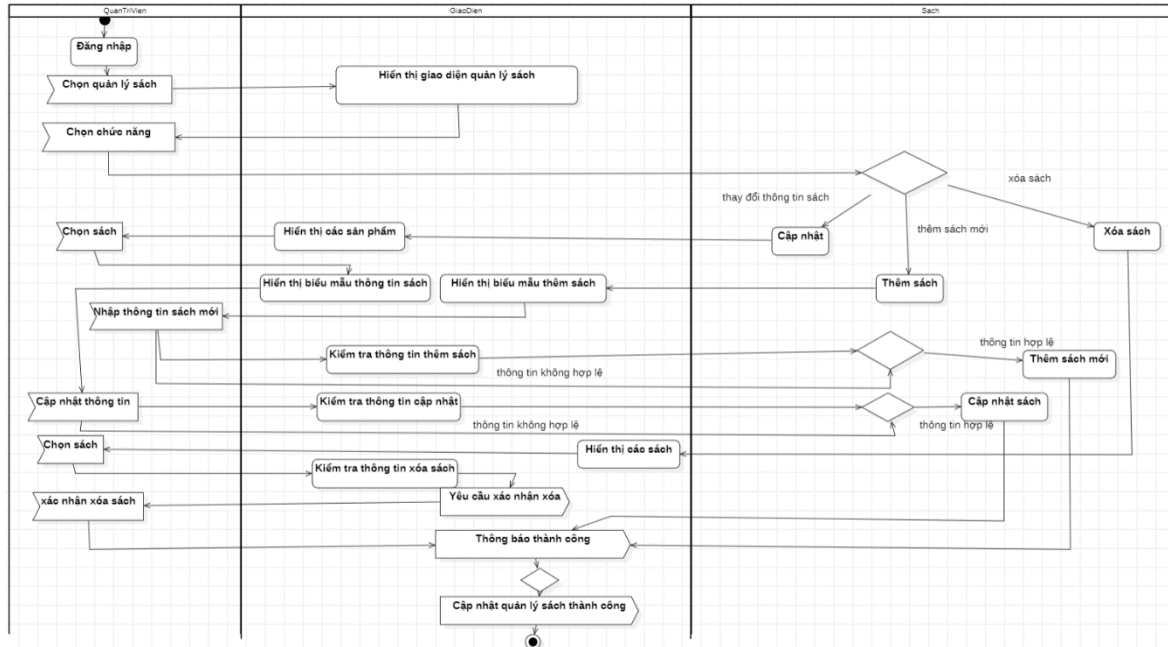 QuanTriVien
GiaoDien
Sach
Đăng nhập
Chọn quản lý sách
Hiển thị giao diện quản lý sách
Chọn chức năng
xóa sách
thay đổi thông tin sách
thêm sách mới
Chọn sách
Hiển thị các sản phẩm
Cập nhật
Xóa sách
Hiển thị biểu mẫu thông tin sách
Hiển thị biểu mẫu thêm sách
Thêm sách
Nhập thông tin sách mới
thông tin hợp lệ
Kiểm tra thông tin thêm sách
Thêm sách mới
thông tin không hợp lệ
Cập nhật thông tin
Kiểm tra thông tin cập nhật
Cập nhật sách
thông tin không hợp lệ
thông tin hợp lệ
Chọn sách
Hiển thị các sách
Kiểm tra thông tin xóa sách
xác nhận xóa sách
Yêu cầu xác nhận xóa
Thông báo thành công
Cập nhật quản lý sách thành công